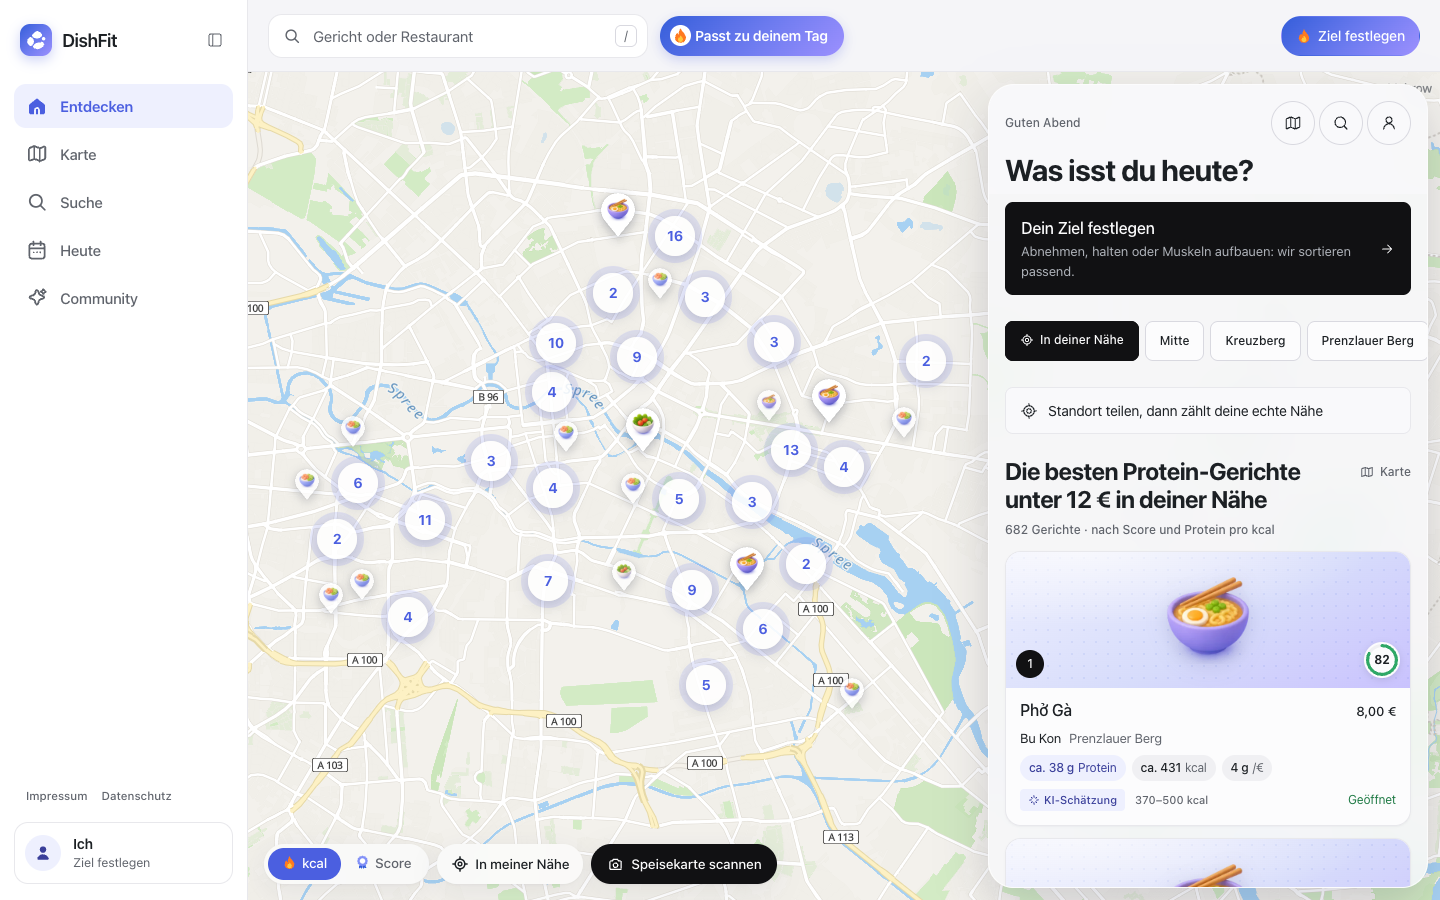 DishFit
Entdecken
Karte
Suche
Heute
Community
Impressum Datenschutz
Ich
Ziel festlegen
Gericht oder Restaurant
/
Passt zu deinem Tag
Ziel festlegen
16
2
3
10
9
3
2
4
3
13
4
6
4
5
3
11
2
7
9
2
4
6
5
100
B 96
Spree
Spree
Spree
A 100
A 100
A 100
A 100
A 100
A 103
A 113
ow
kcal
Score
In meiner Nähe
Speisekarte scannen
Guten Abend
Was isst du heute?
Dein Ziel festlegen
Abnehmen, halten oder Muskeln aufbauen: wir sortieren
passend.
In deiner Nähe
Mitte
Kreuzberg
Prenzlauer Berg
Standort teilen, dann zählt deine echte Nähe
Die besten Protein-Gerichte
unter 12 € in deiner Nähe
Karte
682 Gerichte · nach Score und Protein pro kcal
1
82
Phở Gà
8,00 €
Bu Kon Prenzlauer Berg
ca. 38 g Protein
ca. 431 kcal
4 g /€
KI-Schätzung
370–500 kcal
Geöffnet